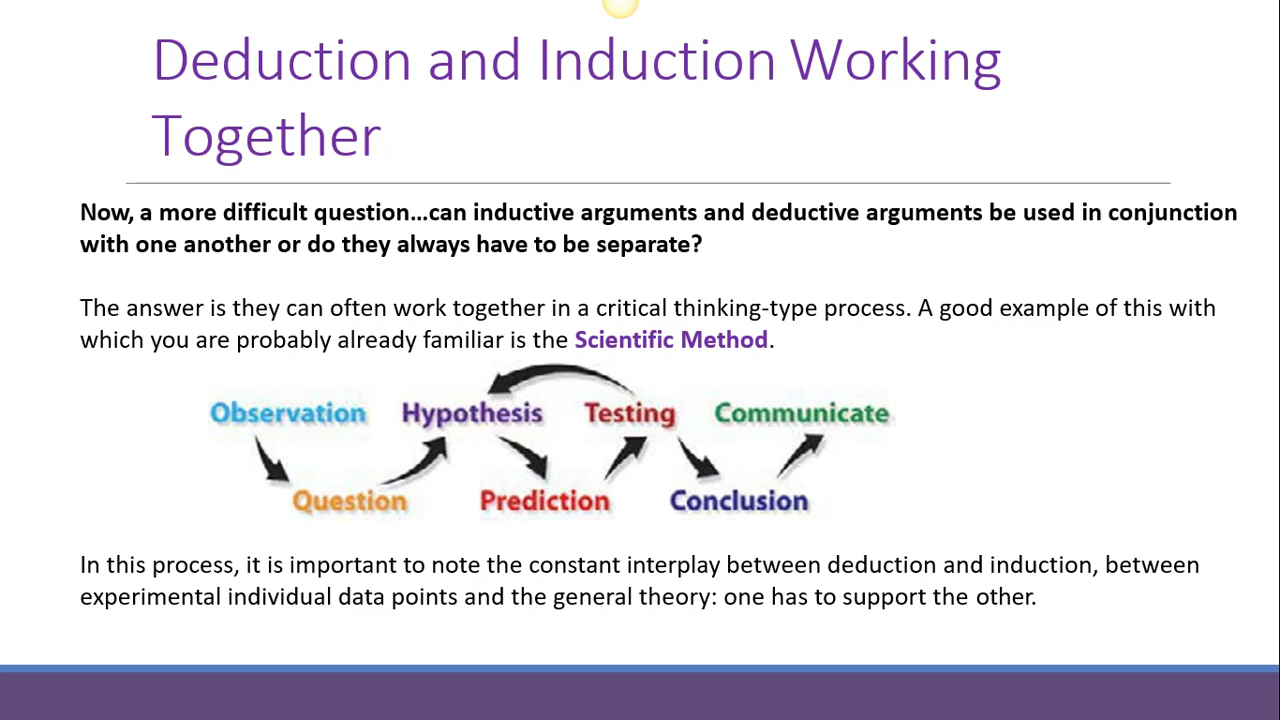 Deduction and Induction Working
Together
Now, a more difficult question...can inductive arguments and deductive arguments be used in conjunction
with one another or do they always have to be separate?
The answer is they can often work together in a critical thinking-type process. A good example of this with
which you are probably already familiar is the Scientific Method.
Observation Hypothesis Testing Communicate
Question Prediction Conclusion
In this process, it is important to note the constant interplay between deduction and induction, between
experimental individual data points and the general theory: one has to support the other.